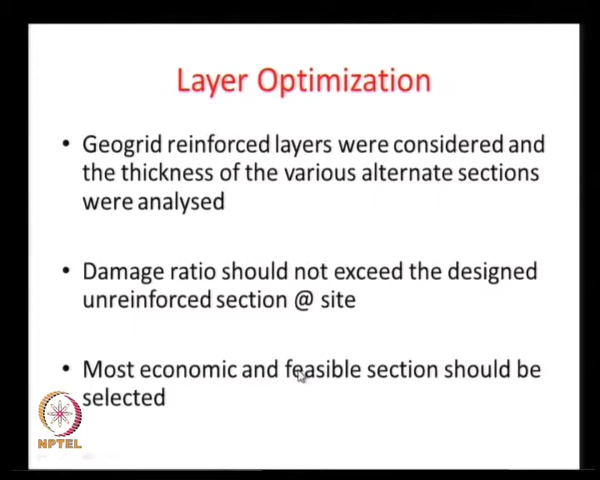 Layer Optimization
• Geogrid reinforced layers were considered and
the thickness of the various alternate sections
were analysed
• Damage ratio should not exceed the designed
unreinforced section @ site
• Most economic and feasible section should be
selected
NPTEL